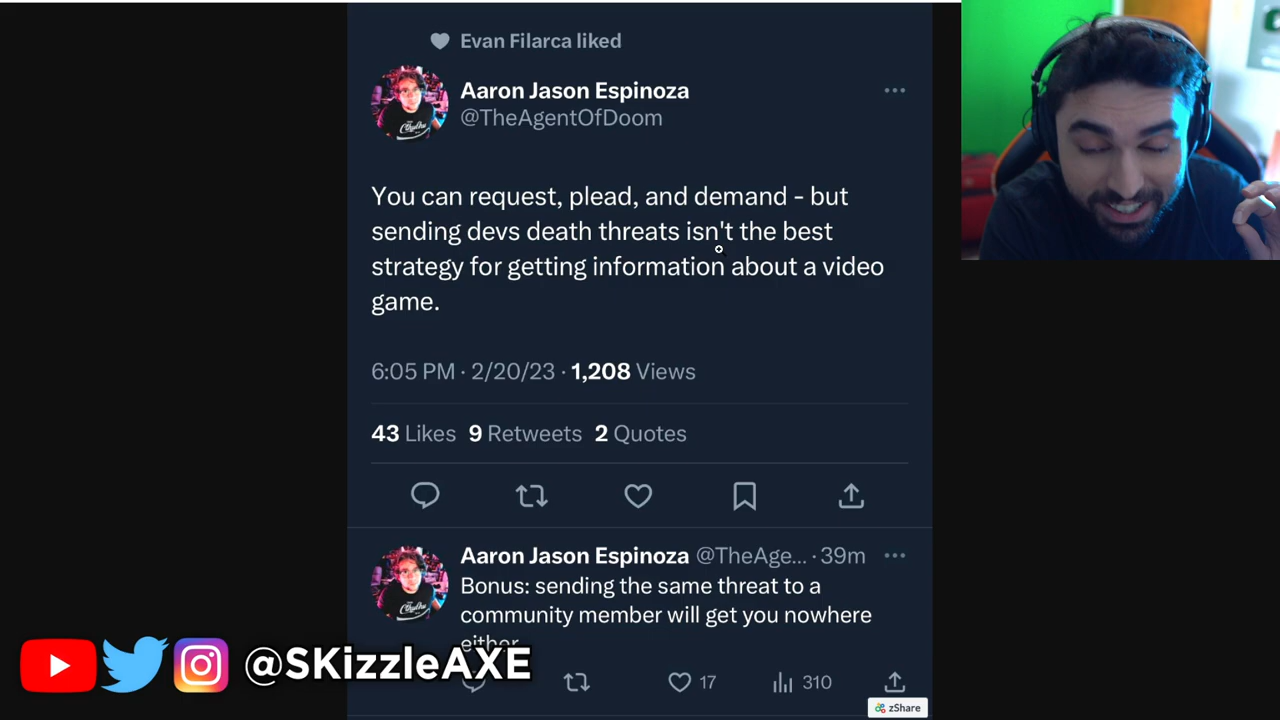 Evan Filarca liked
Aaron Jason Espinoza
@TheAgentOfDoom
You can request, plead, and demand - but
sending devs death threats isn't the best
strategy for getting information about a video
game.
6:05 PM · 2/20/23 · 1,208 Views
43 Likes 9 Retweets 2 Quotes
Aaron Jason Espinoza @TheAge... · 39m
Bonus: sending the same threat to a
community member will get you nowhere
either.
17 310
@SKizzleAXE
zShare